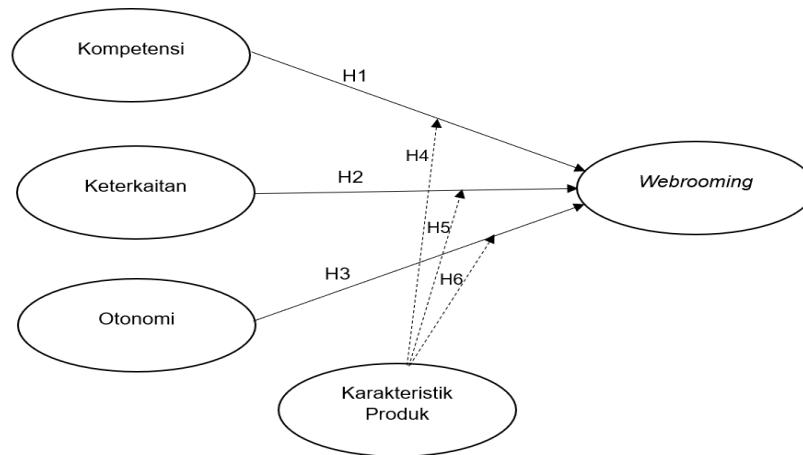 Kompetensi
H1
H4
Keterkaitan
H2
Webrooming
H5
H3
H6
Otonomi
Karakteristik
Produk